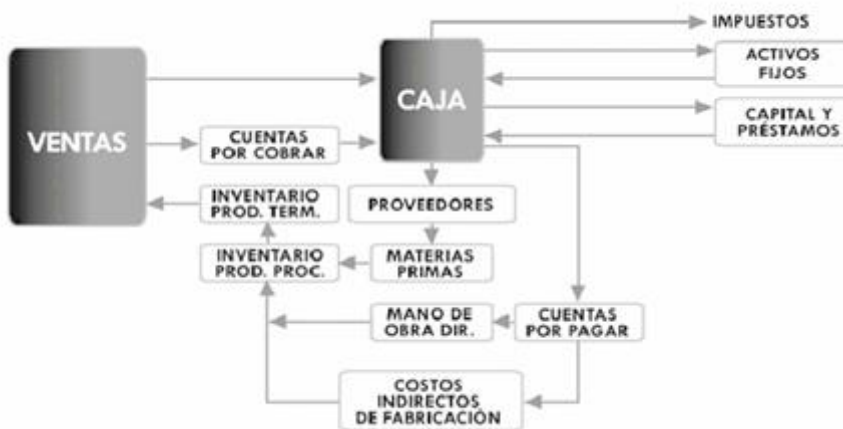 IMPUESTOS
ACTIVOS
FIJOS
CAJA
CAPITAL Y
PRÉSTAMOS
VENTAS
CUENTAS
POR COBRAR
INVENTARIO
PROD. TERM.
PROVEEDORES
INVENTARIO
PROD. PROC.
MATERIAS
PRIMAS
MANO DE
OBRA DIR.
CUENTAS
POR PAGAR
COSTOS
INDIRECTOS
DE FABRICACIÓN